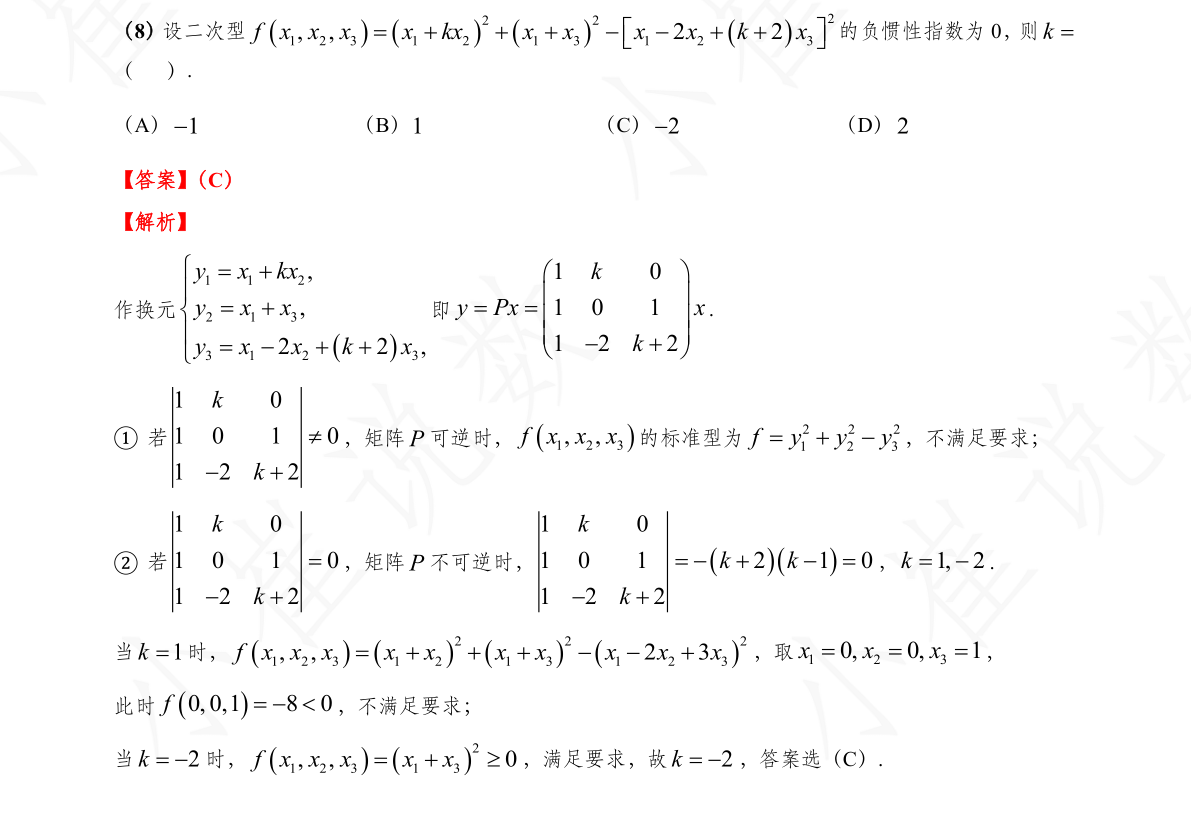 (8) 设二次型 f(x₁, x₂, x₃) = (x₁ + kx₂)² + (x₁ + x₃)² − [x₁ − 2x₂ + (k + 2)x₃]² 的负惯性指数为 0, 则 k =
( ).
(A) −1 (B) 1 (C) −2 (D) 2
【答案】(C)
【解析】
作换元 { y₁ = x₁ + kx₂, y₂ = x₁ + x₃, y₃ = x₁ − 2x₂ + (k + 2)x₃, 即 y = Px = ( 1 k 0 ; 1 0 1 ; 1 −2 k+2 ) x.
① 若 | 1 k 0 ; 1 0 1 ; 1 −2 k+2 | ≠ 0, 矩阵 P 可逆时, f(x₁, x₂, x₃) 的标准型为 f = y₁² + y₂² − y₃², 不满足要求;
② 若 | 1 k 0 ; 1 0 1 ; 1 −2 k+2 | = 0, 矩阵 P 不可逆时, | 1 k 0 ; 1 0 1 ; 1 −2 k+2 | = −(k + 2)(k − 1) = 0, k = 1, −2.
当 k = 1 时, f(x₁, x₂, x₃) = (x₁ + x₂)² + (x₁ + x₃)² − (x₁ − 2x₂ + 3x₃)², 取 x₁ = 0, x₂ = 0, x₃ = 1,
此时 f(0, 0, 1) = −8 < 0, 不满足要求;
当 k = −2 时, f(x₁, x₂, x₃) = (x₁ + x₃)² ≥ 0, 满足要求, 故 k = −2, 答案选 (C).
小崔说数